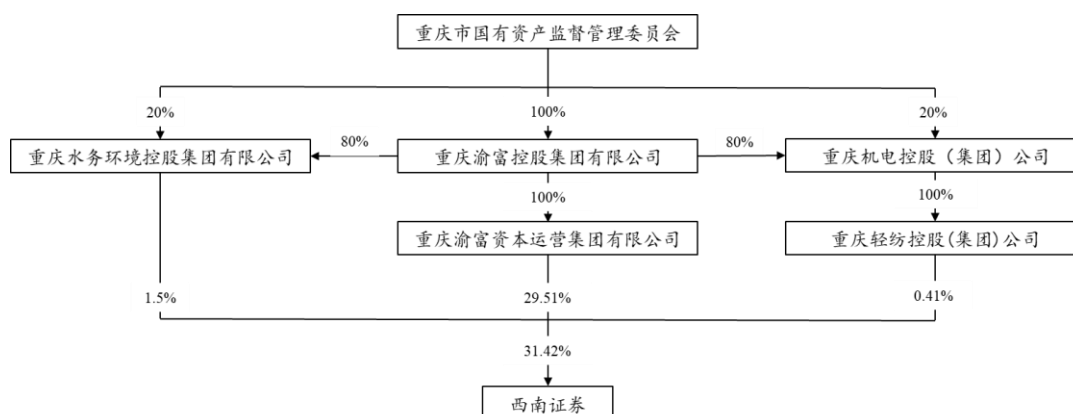 重庆市国有资产监督管理委员会
20%
100%
20%
重庆水务环境控股集团有限公司
80%
重庆渝富控股集团有限公司
80%
重庆机电控股（集团）公司
100%
100%
重庆渝富资本运营集团有限公司
重庆轻纺控股(集团)公司
1.5%
29.51%
0.41%
31.42%
西南证券